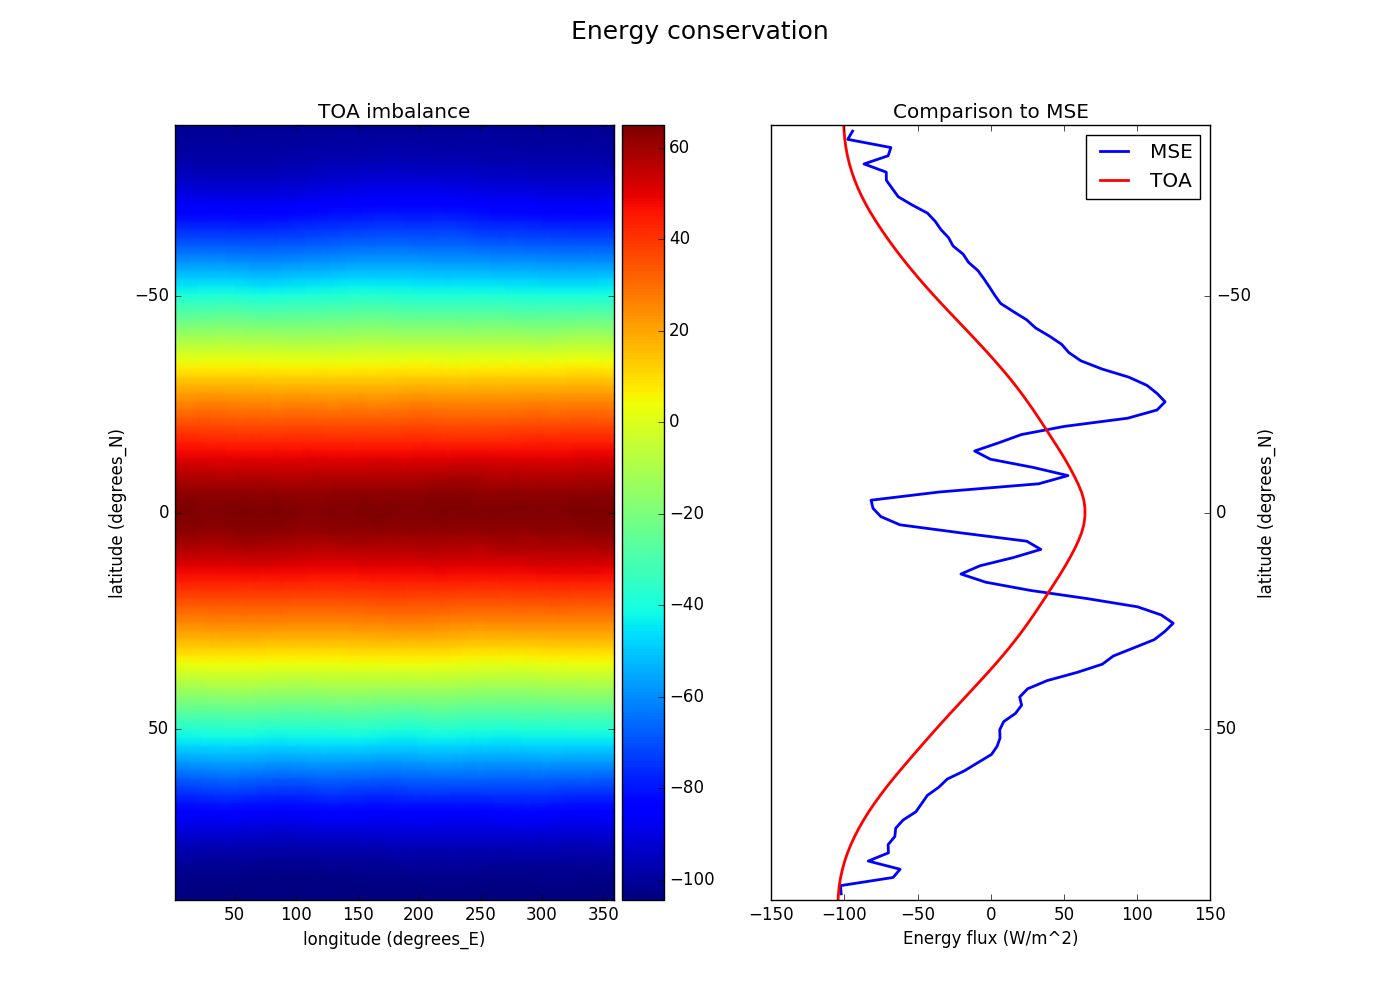 Energy conservation
TOA imbalance
−50
0
50
latitude (degrees_N)
50 100 150 200 250 300 350
longitude (degrees_E)
60
40
20
0
−20
−40
−60
−80
−100
Comparison to MSE
MSE
TOA
−50
0
50
latitude (degrees_N)
−150 −100 −50 0 50 100 150
Energy flux (W/m^2)